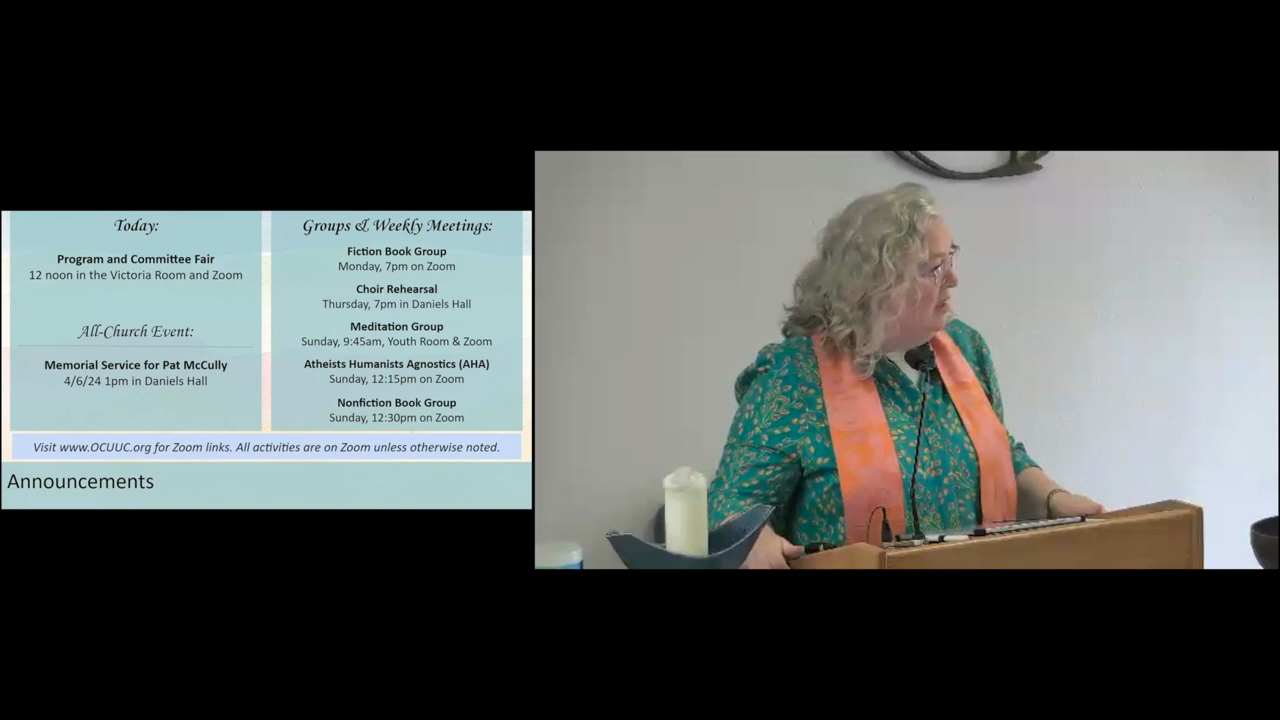 Today:
Program and Committee Fair
12 noon in the Victoria Room and Zoom
All-Church Event:
Memorial Service for Pat McCully
4/6/24 1pm in Daniels Hall
Groups & Weekly Meetings:
Fiction Book Group
Monday, 7pm on Zoom
Choir Rehearsal
Thursday, 7pm in Daniels Hall
Meditation Group
Sunday, 9:45am, Youth Room & Zoom
Atheists Humanists Agnostics (AHA)
Sunday, 12:15pm on Zoom
Nonfiction Book Group
Sunday, 12:30pm on Zoom
Visit www.OCUUC.org for Zoom links. All activities are on Zoom unless otherwise noted.
Announcements